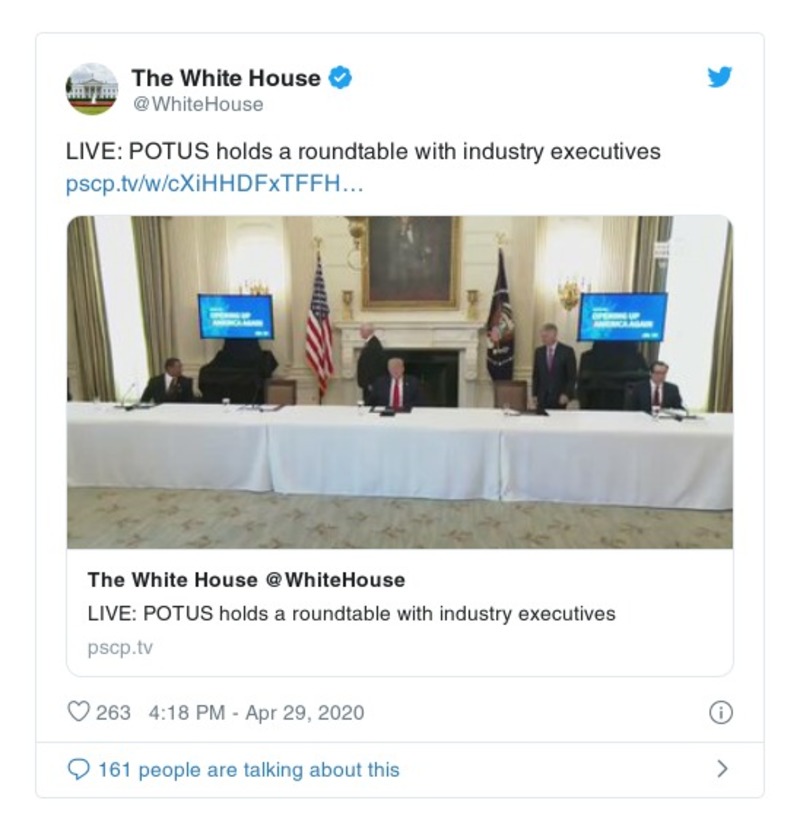 The White House
@WhiteHouse
LIVE: POTUS holds a roundtable with industry executives
pscp.tv/w/cXiHHDFxTFFH…
OPENING UP
AMERICA AGAIN
OPENING UP
AMERICA AGAIN
The White House @WhiteHouse
LIVE: POTUS holds a roundtable with industry executives
pscp.tv
263 4:18 PM - Apr 29, 2020
161 people are talking about this